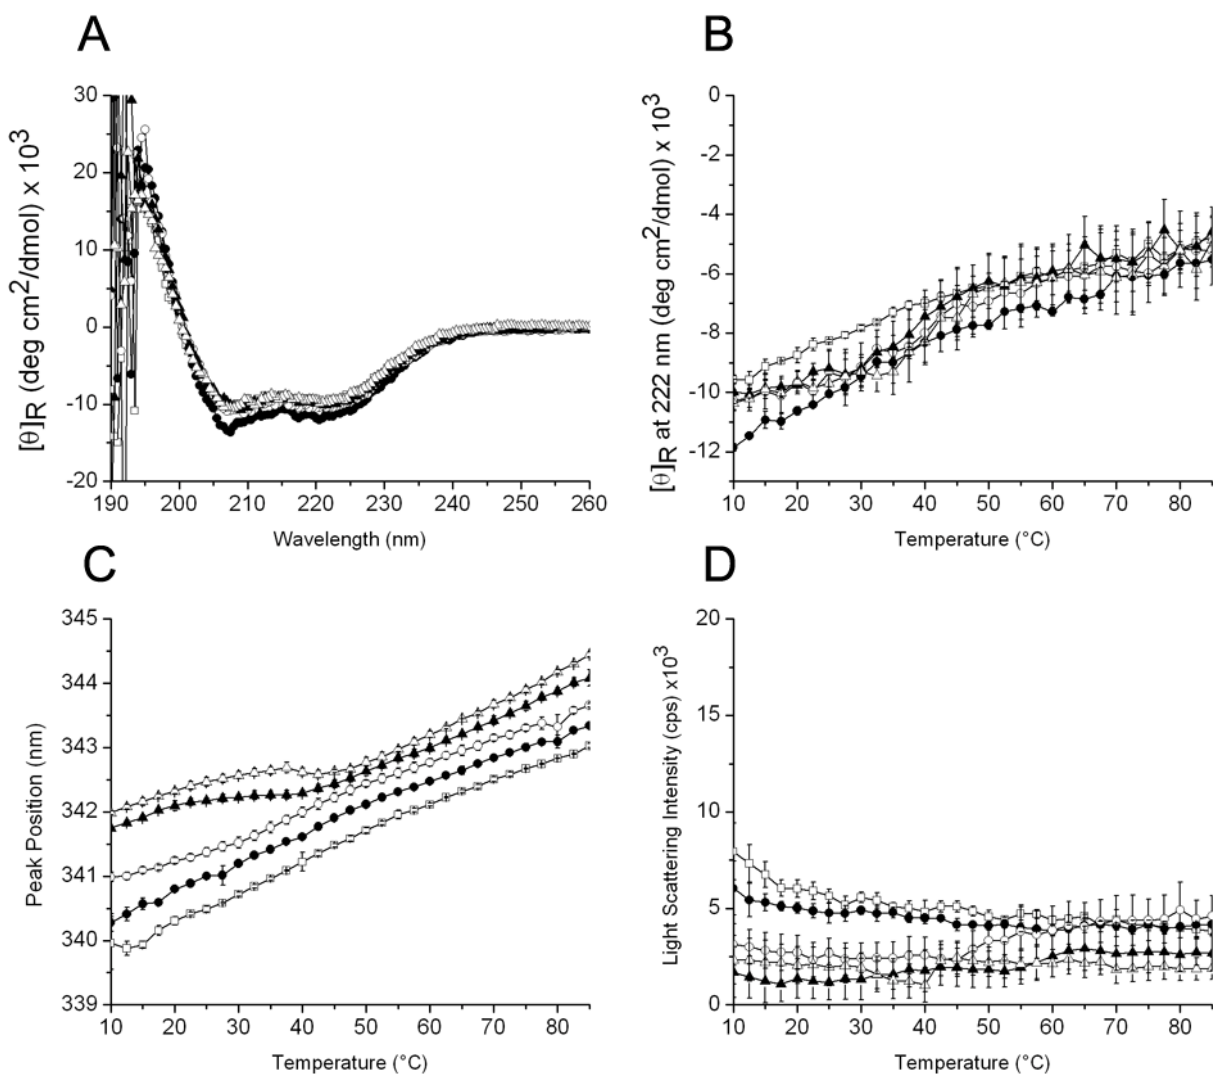 A
[θ]R (deg cm2/dmol) x 103
30
20
10
0
-10
-20
190 200 210 220 230 240 250 260
Wavelength (nm)
B
[θ]R at 222 nm (deg cm2/dmol) x 103
0
-2
-4
-6
-8
-10
-12
10 20 30 40 50 60 70 80
Temperature (°C)
C
Peak Position (nm)
345
344
343
342
341
340
339
10 20 30 40 50 60 70 80
Temperature (°C)
D
Light Scattering Intensity (cps) x103
20
15
10
5
0
10 20 30 40 50 60 70 80
Temperature (°C)